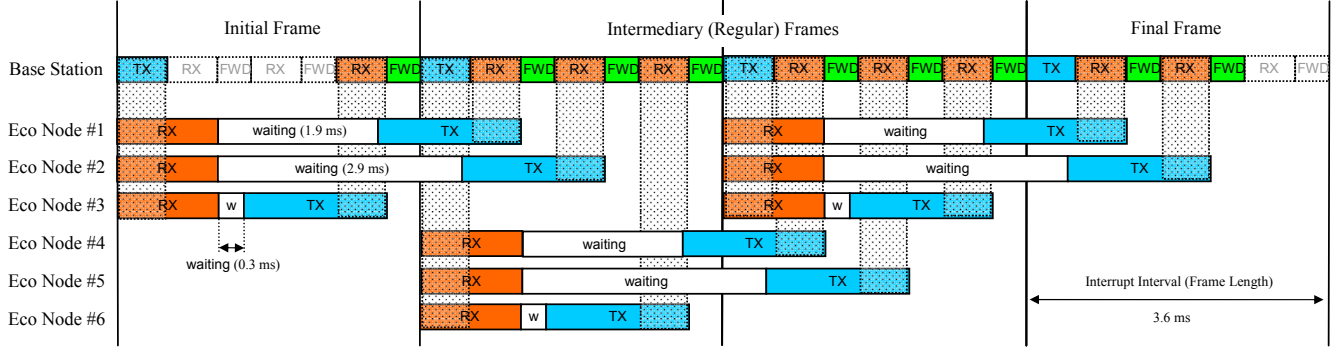 Initial Frame Intermediary (Regular) Frames Final Frame
Base Station TX RX FWD RX FWD RX FWD TX RX FWD RX FWD RX FWD TX RX FWD RX FWD RX FWD TX RX FWD RX FWD RX FWD
Eco Node #1 RX waiting (1.9 ms) TX RX waiting TX
Eco Node #2 RX waiting (2.9 ms) TX RX waiting TX
Eco Node #3 RX w TX RX w TX
Eco Node #4 RX waiting TX
waiting (0.3 ms)
Eco Node #5 RX waiting TX Interrupt Interval (Frame Length)
Eco Node #6 RX w TX 3.6 ms